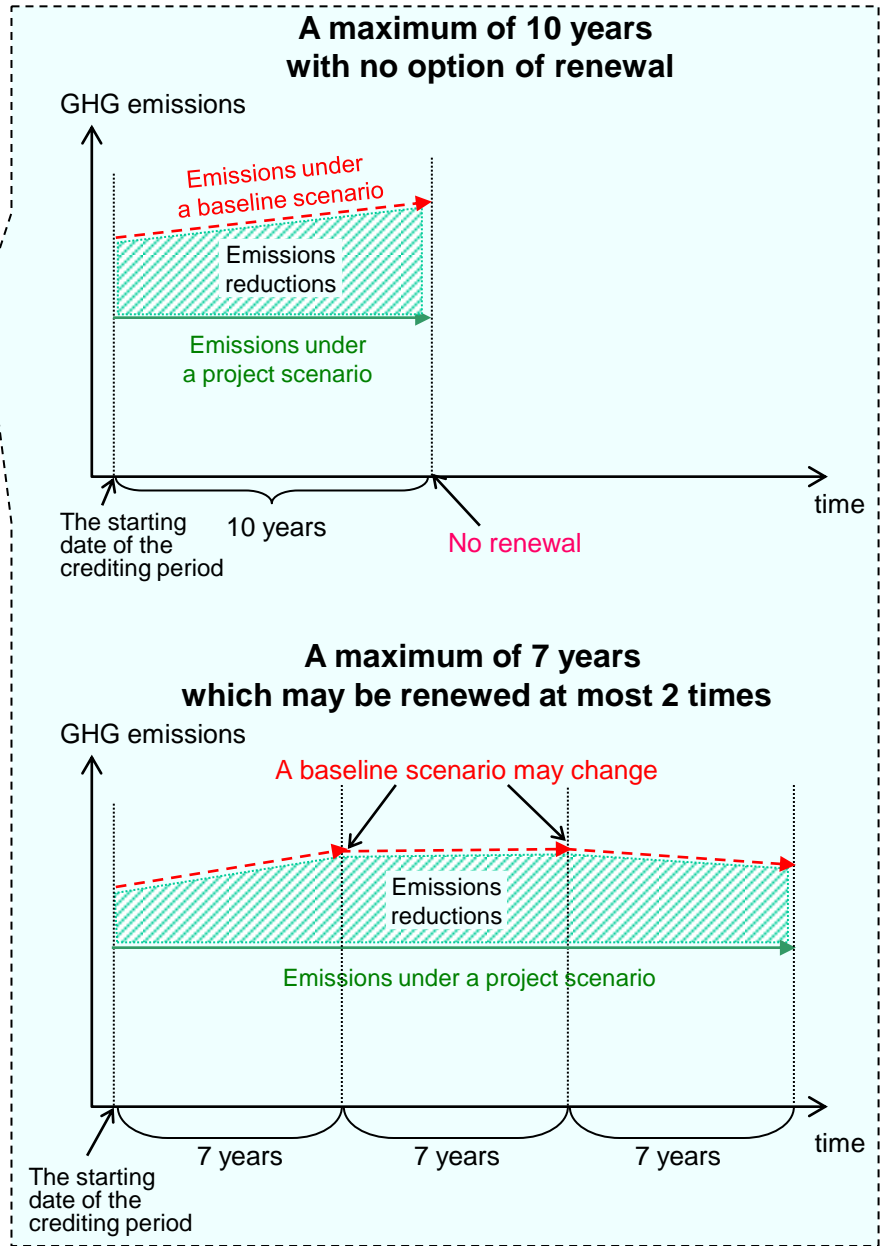 A maximum of 10 years
with no option of renewal
GHG emissions
Emissions under
a baseline scenario
Emissions
reductions
Emissions under
a project scenario
time
The starting
date of the
crediting period
10 years
No renewal
A maximum of 7 years
which may be renewed at most 2 times
GHG emissions
A baseline scenario may change
Emissions
reductions
Emissions under a project scenario
time
7 years
7 years
7 years
The starting
date of the
crediting period